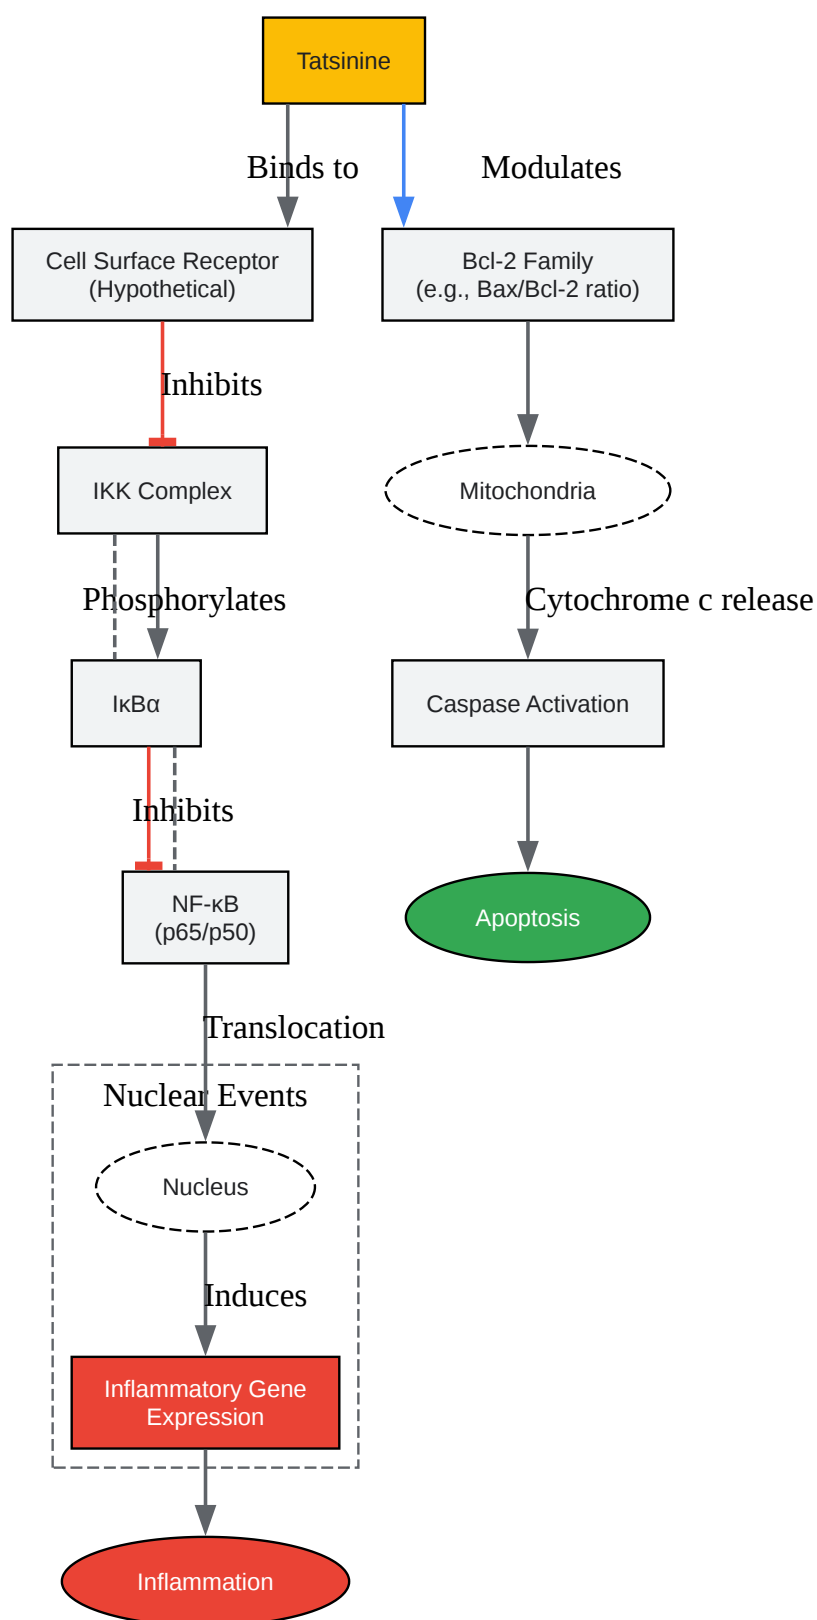 Tatsinine
Binds to
Modulates
Cell Surface Receptor
(Hypothetical)
Bcl-2 Family
(e.g., Bax/Bcl-2 ratio)
Inhibits
IKK Complex
Mitochondria
Phosphorylates
Cytochrome c release
IκBα
Caspase Activation
Inhibits
NF-κB
(p65/p50)
Apoptosis
Translocation
Nuclear Events
Nucleus
Induces
Inflammatory Gene
Expression
Inflammation